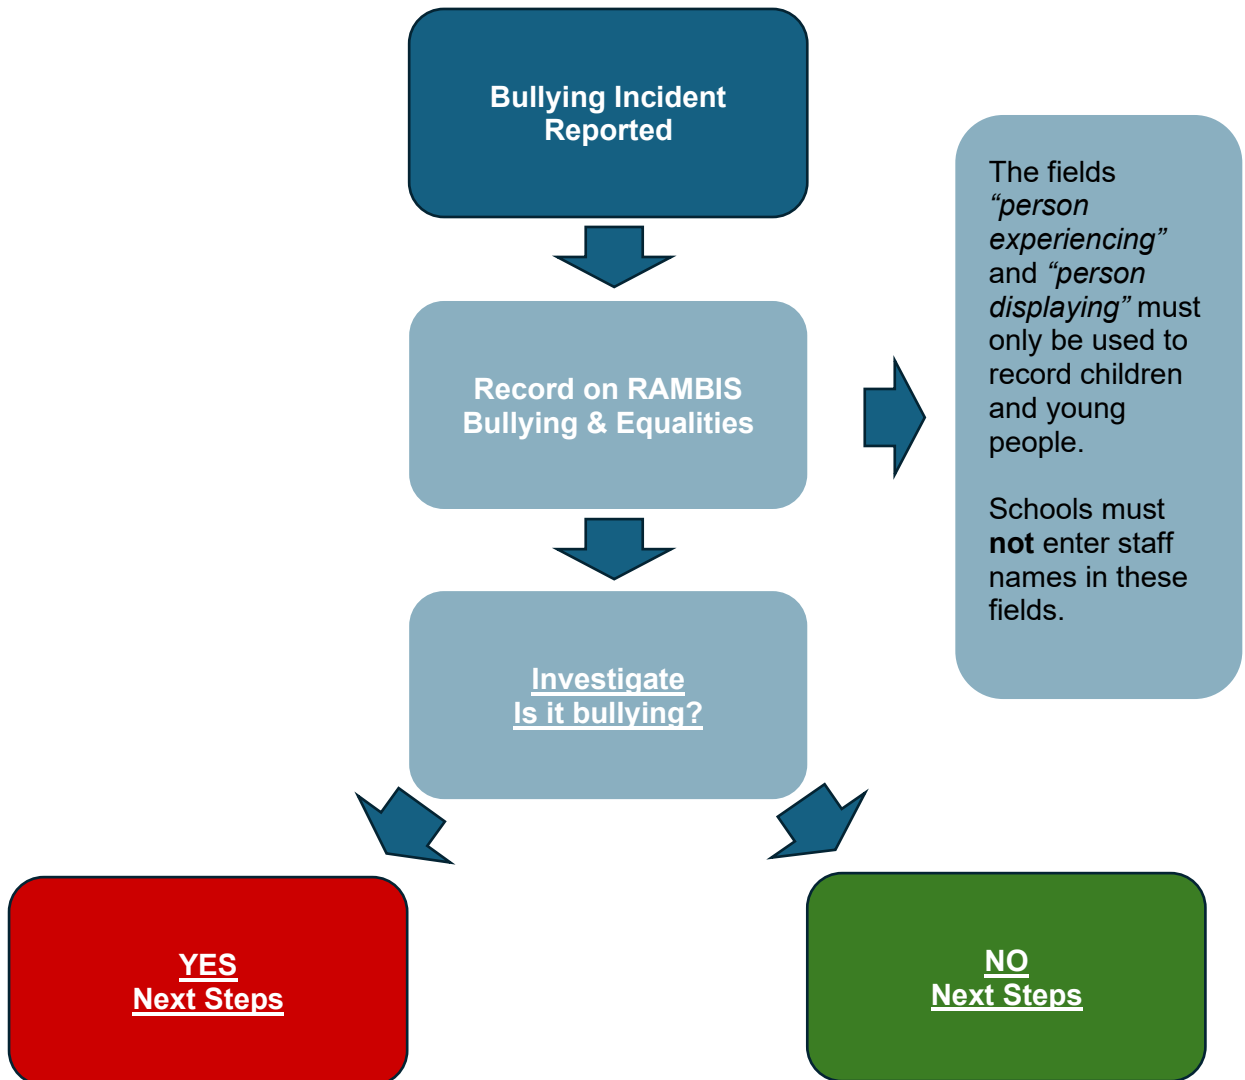 Bullying Incident
Reported
The fields
“person
experiencing”
and “person
displaying” must
only be used to
record children
and young
people.
Schools must
not enter staff
names in these
fields.
Record on RAMBIS
Bullying & Equalities
Investigate
Is it bullying?
YES
Next Steps
NO
Next Steps